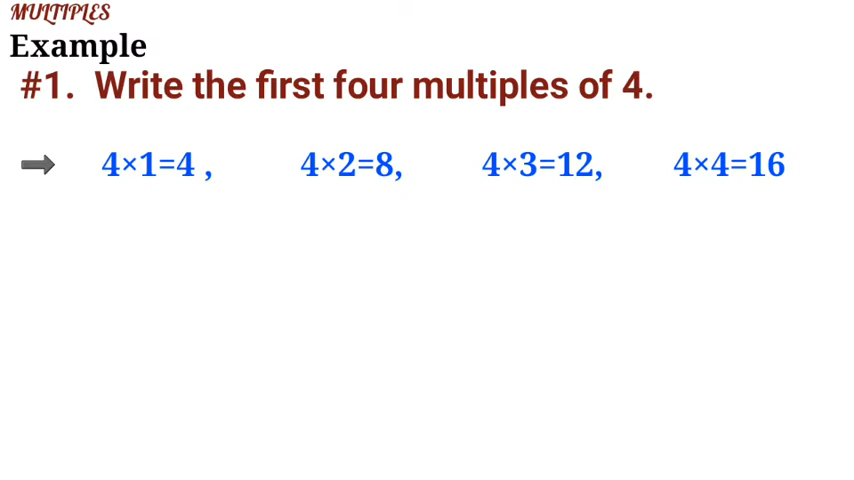 MULTIPLES
Example
#1. Write the first four multiples of 4.
➡ 4×1=4 , 4×2=8, 4×3=12, 4×4=16